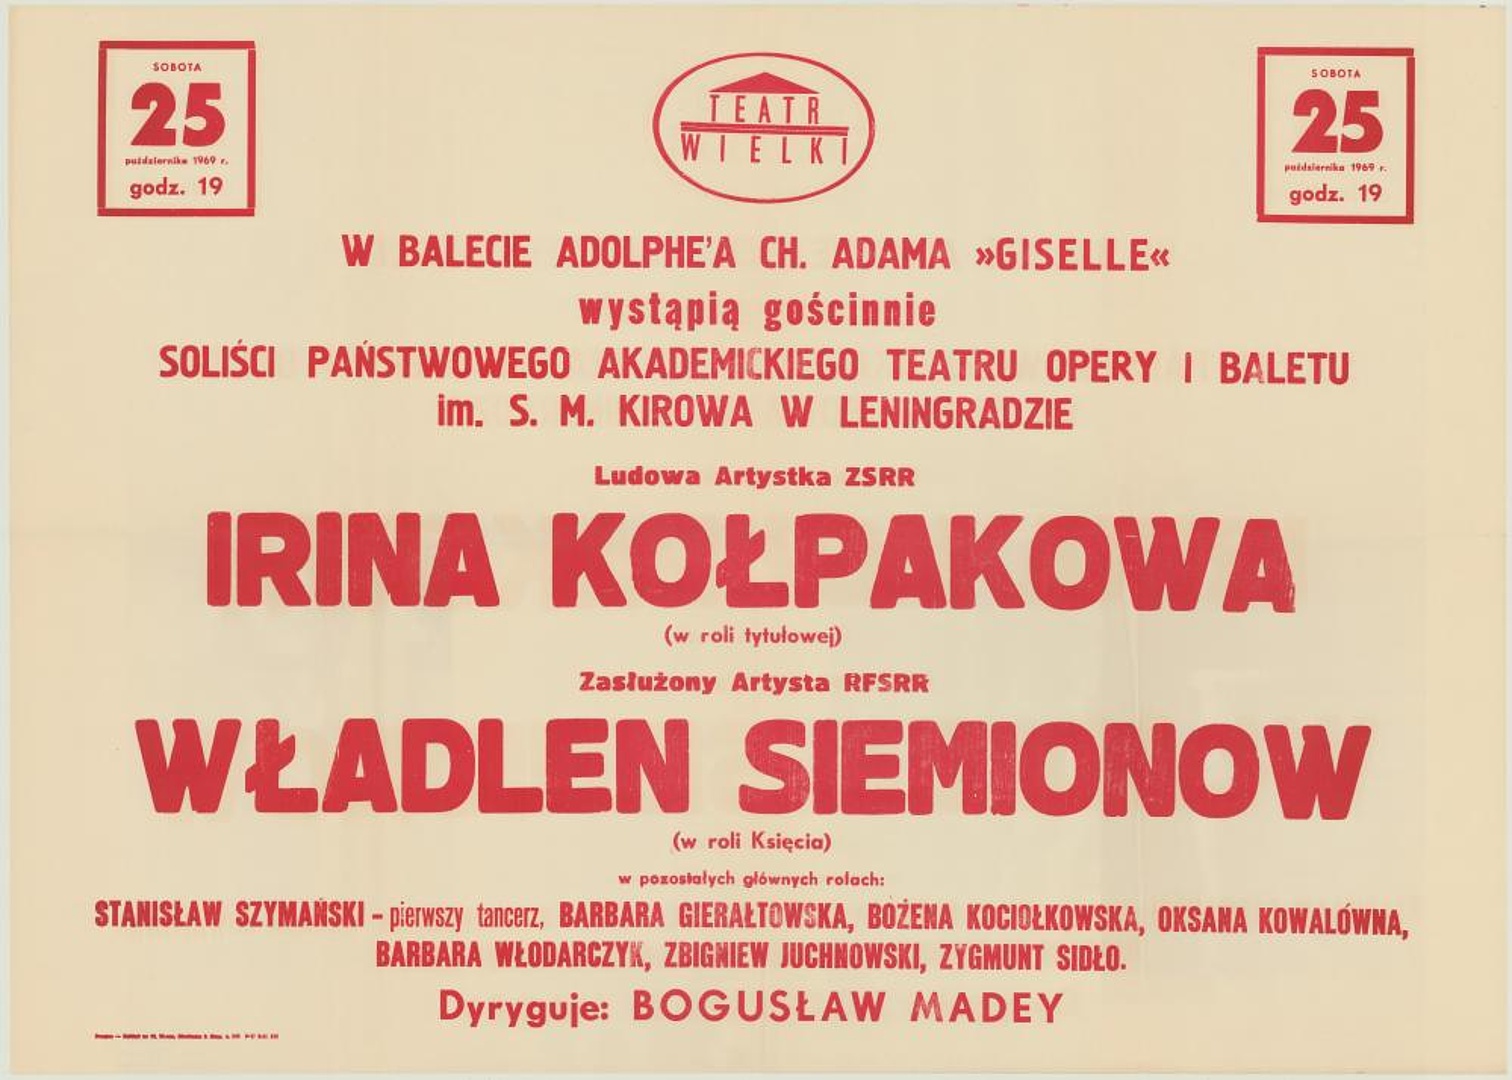 SOBOTA
25
października 1969 r.
godz. 19
TEATR
WIELKI
SOBOTA
25
października 1969 r.
godz. 19
W BALECIE ADOLPHE'A CH. ADAMA »GISELLE«
wystąpią gościnnie
SOLIŚCI PAŃSTWOWEGO AKADEMICKIEGO TEATRU OPERY I BALETU
im. S. M. KIROWA W LENINGRADZIE
Ludowa Artystka ZSRR
IRINA KOŁPAKOWA
(w roli tytułowej)
Zasłużony Artysta RFSRR
WŁADLEN SIEMIONOW
(w roli Księcia)
w pozostałych głównych rolach:
STANISŁAW SZYMAŃSKI – pierwszy tancerz, BARBARA GIERAŁTOWSKA, BOŻENA KOCIOŁKOWSKA, OKSANA KOWALÓWNA,
BARBARA WŁODARCZYK, ZBIGNIEW JUCHNOWSKI, ZYGMUNT SIDŁO.
Dyryguje: BOGUSŁAW MADEY